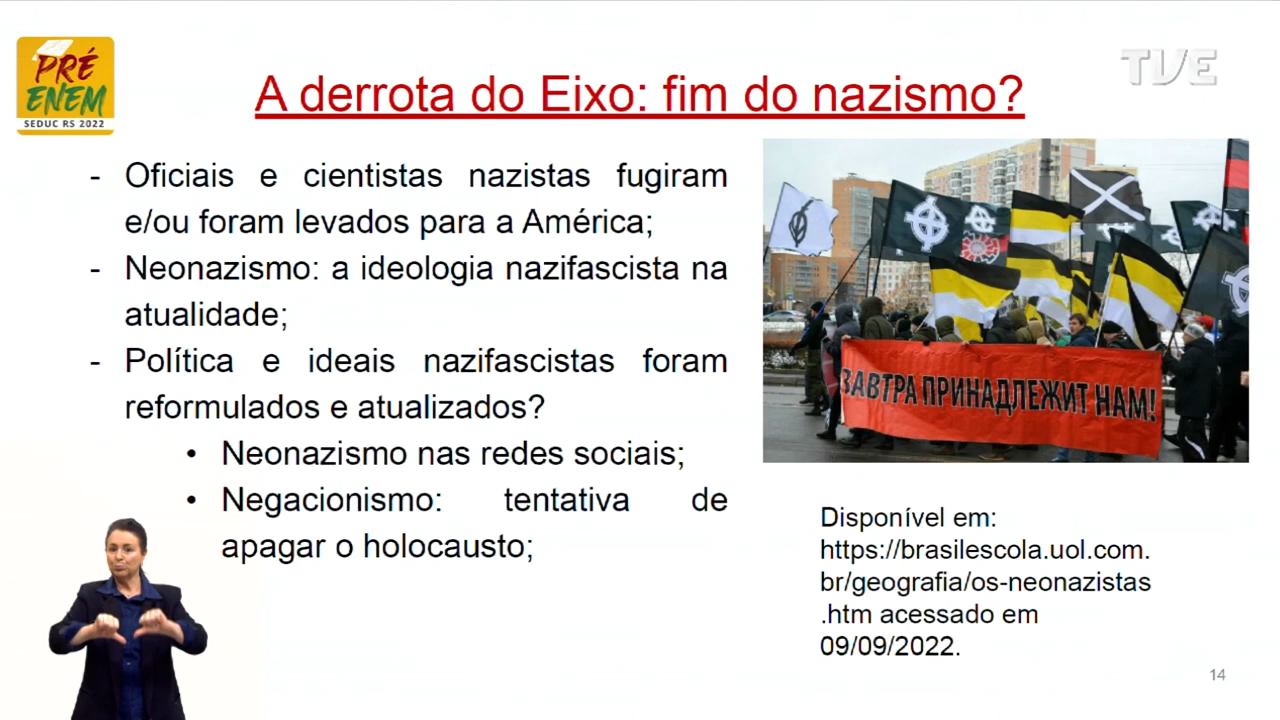 PRÉ
ENEM
SEDUC RS 2022
TVE
A derrota do Eixo: fim do nazismo?
- Oficiais e cientistas nazistas fugiram
e/ou foram levados para a América;
- Neonazismo: a ideologia nazifascista na
atualidade;
- Política e ideais nazifascistas foram
reformulados e atualizados?
• Neonazismo nas redes sociais;
• Negacionismo: tentativa de
apagar o holocausto;
ЗАВТРА ПРИНАДЛЕЖИТ НАМ!
Disponível em:
https://brasilescola.uol.com.
br/geografia/os-neonazistas
.htm acessado em
09/09/2022.
14